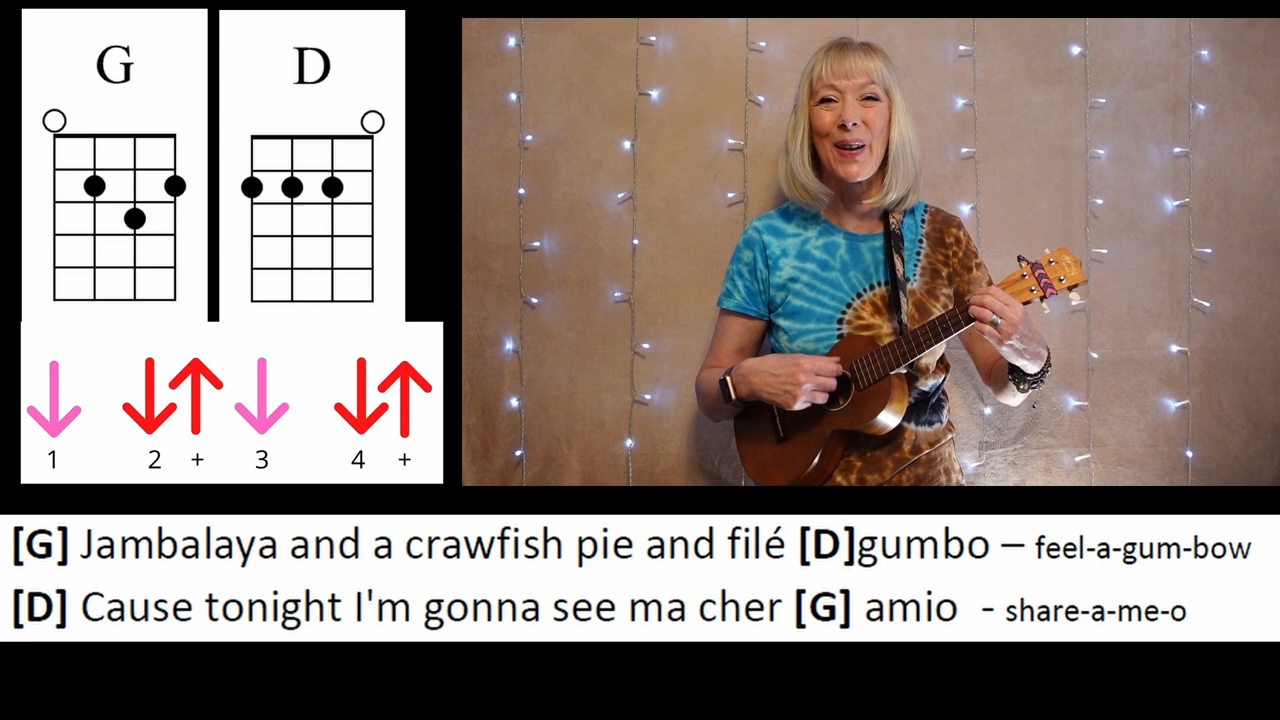 G D
1 2 + 3 4 +
[G] Jambalaya and a crawfish pie and filé [D]gumbo – feel-a-gum-bow
[D] Cause tonight I'm gonna see ma cher [G] amio - share-a-me-o